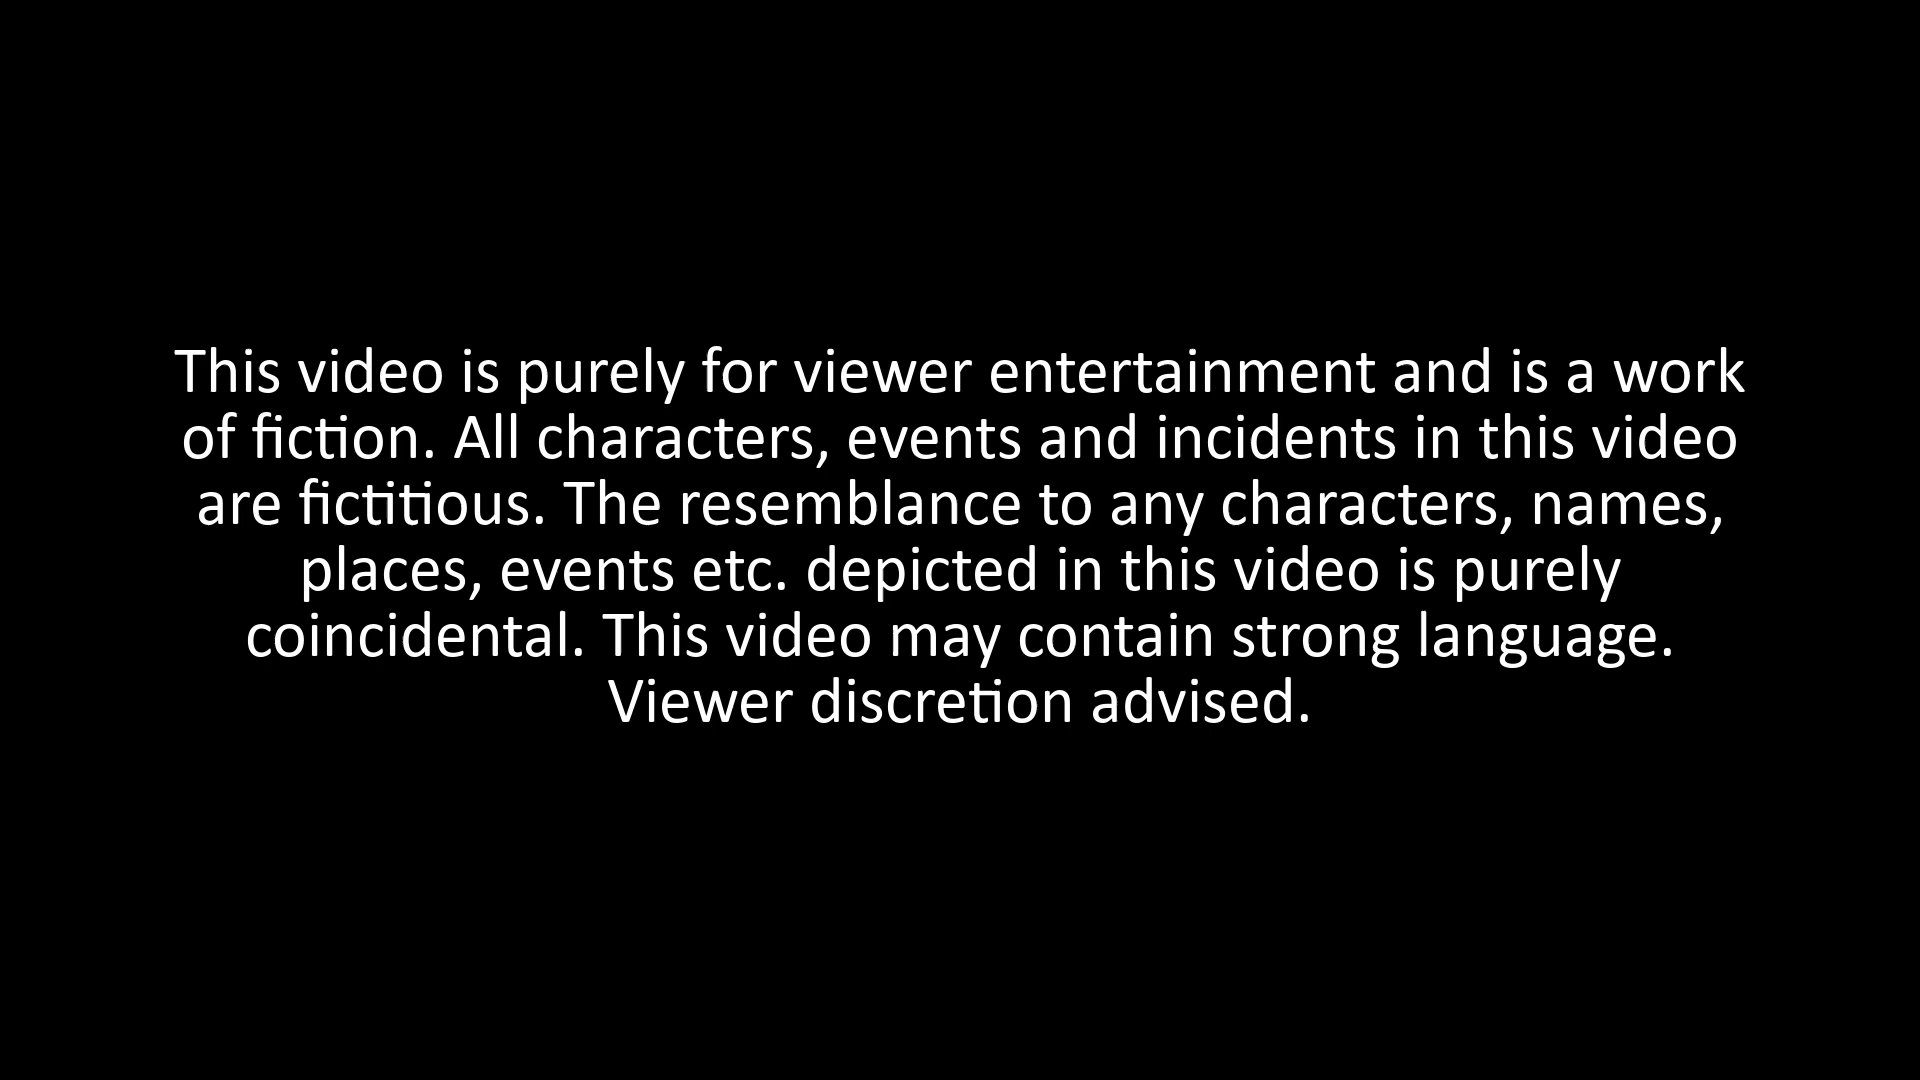 This video is purely for viewer entertainment and is a work
of fiction. All characters, events and incidents in this video
are fictitious. The resemblance to any characters, names,
places, events etc. depicted in this video is purely
coincidental. This video may contain strong language.
Viewer discretion advised.